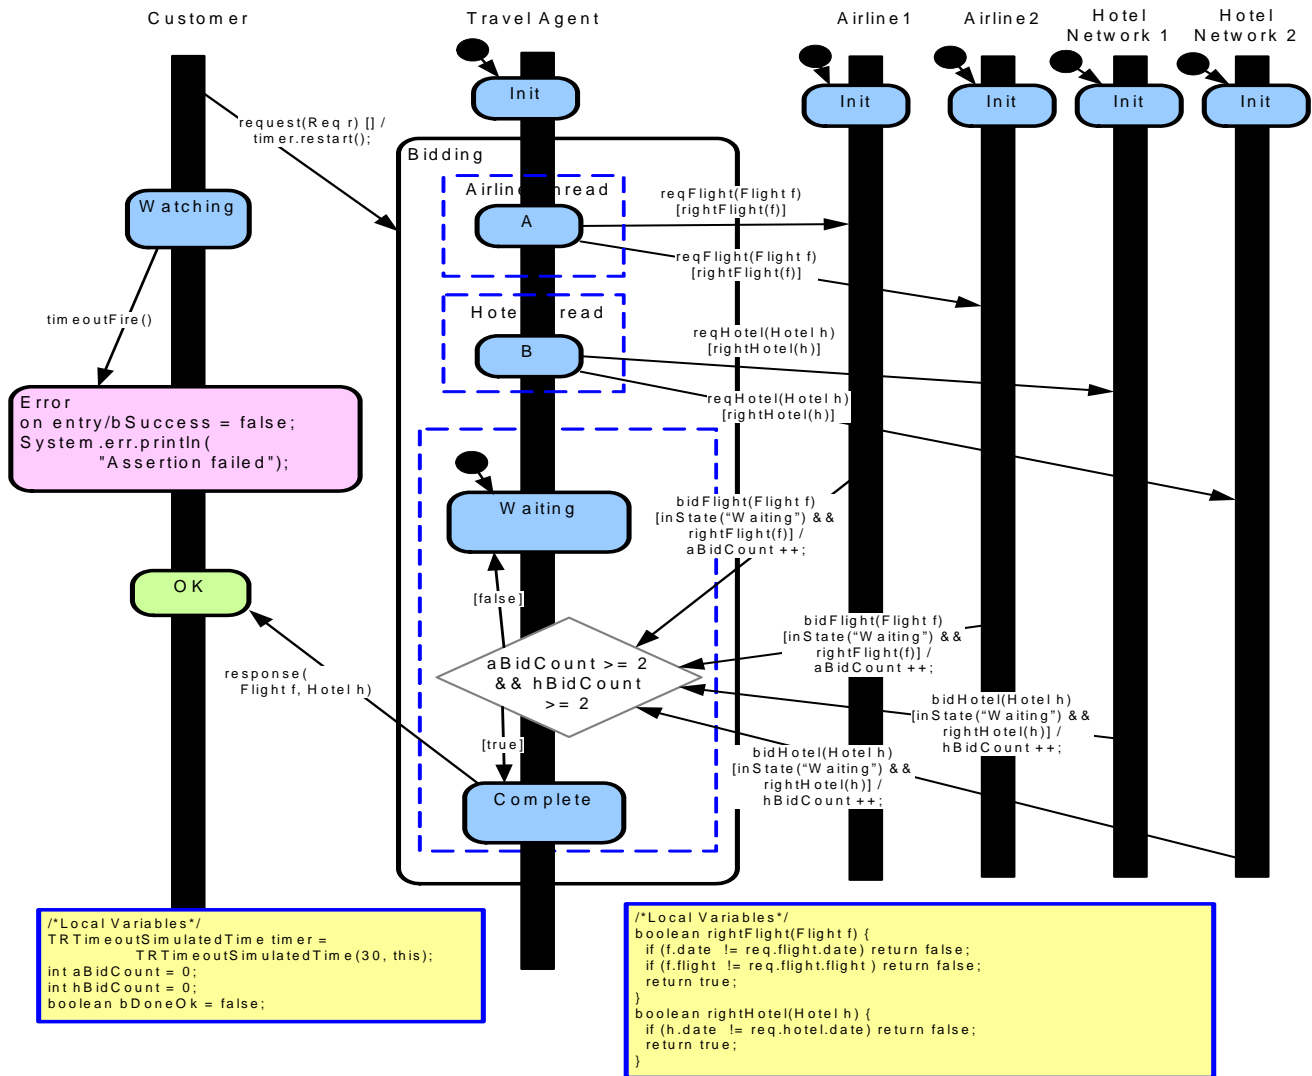 Customer
Travel Agent
Airline1
Airline2
Hotel
Network 1
Hotel
Network 2
Init
Init
Init
Init
Init
request(Req r) [] /
timer.restart();
Bidding
Airline Thread
A
reqFlight(Flight f)
[rightFlight(f)]
reqFlight(Flight f)
[rightFlight(f)]
Watching
timeoutFire()
Hotel Thread
B
reqHotel(Hotel h)
[rightHotel(h)]
reqHotel(Hotel h)
[rightHotel(h)]
Error
on entry/bSuccess = false;
System.err.println(
"Assertion failed");
Waiting
bidFlight(Flight f)
[inState(“Waiting”) &&
rightFlight(f)] /
aBidCount ++;
OK
[false]
bidFlight(Flight f)
[inState(“Waiting”) &&
rightFlight(f)] /
aBidCount ++;
aBidCount >= 2
&& hBidCount
>= 2
response(
Flight f, Hotel h)
bidHotel(Hotel h)
[inState(“Waiting”) &&
rightHotel(h)] /
hBidCount ++;
[true]
bidHotel(Hotel h)
[inState(“Waiting”) &&
rightHotel(h)] /
hBidCount ++;
Complete
/*Local Variables*/
TRTimeoutSimulatedTime timer =
TRTimeoutSimulatedTime(30, this);
int aBidCount = 0;
int hBidCount = 0;
boolean bDoneOk = false;
/*Local Variables*/
boolean rightFlight(Flight f) {
if (f.date != req.flight.date) return false;
if (f.flight != req.flight.flight ) return false;
return true;
}
boolean rightHotel(Hotel h) {
if (h.date != req.hotel.date) return false;
return true;
}